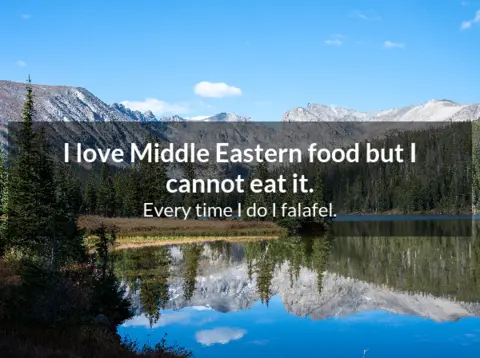 I love Middle Eastern food but I
cannot eat it.
Every time I do I falafel.